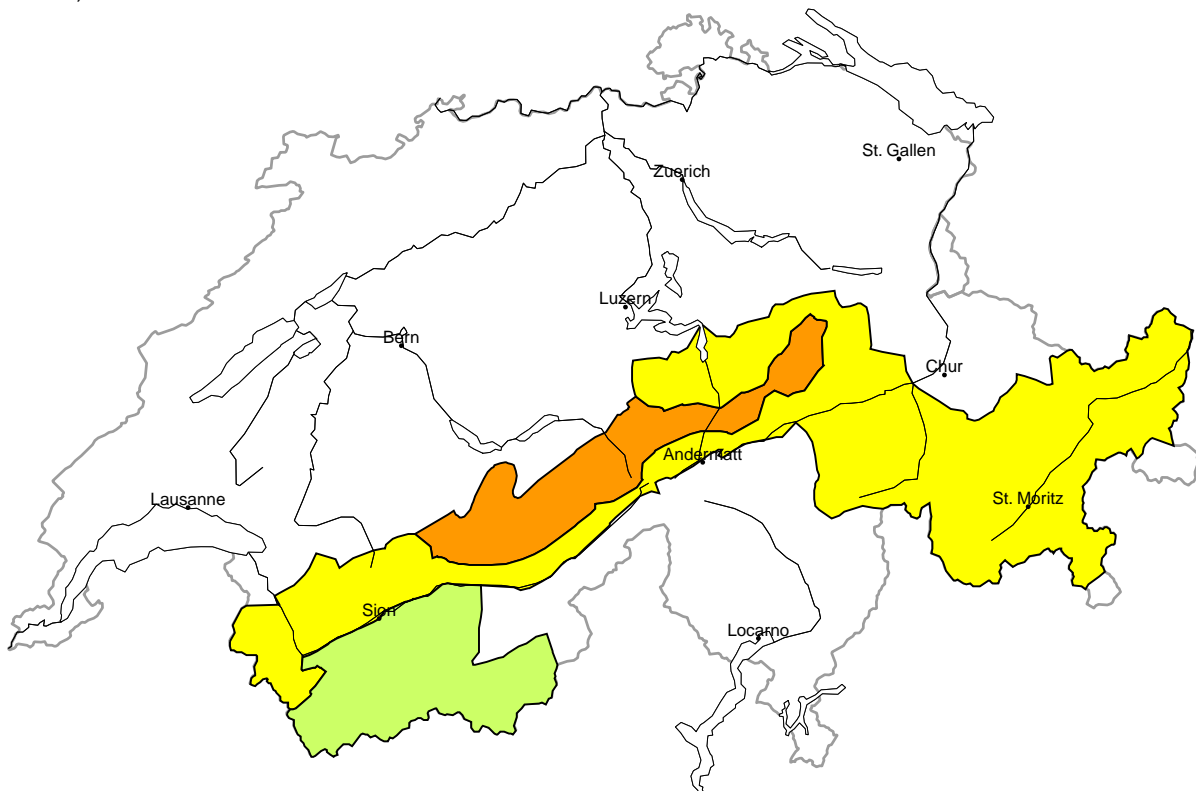 St. Gallen
Zuerich
Luzern
Bern
Chur
Andermatt
Lausanne
St. Moritz
Sion
Locarno